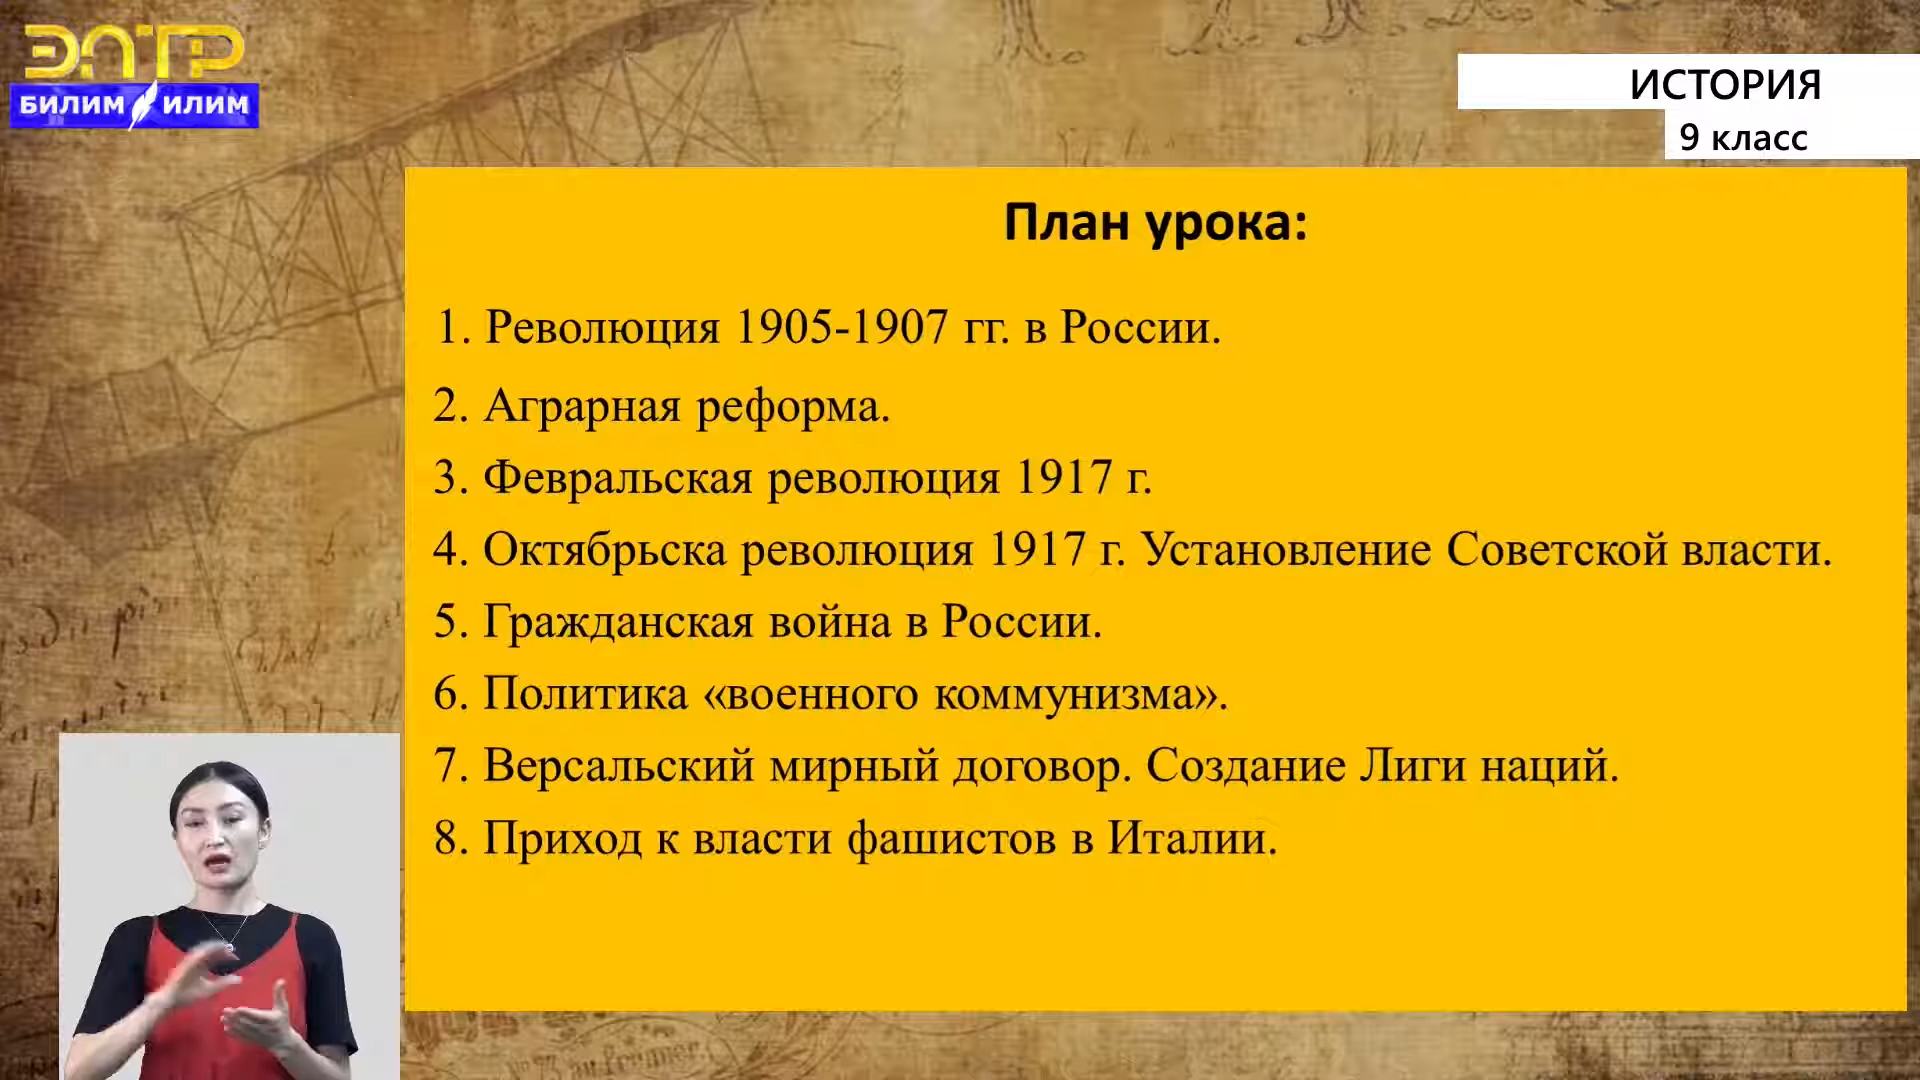 ЭЛТР
БИЛИМ ИЛИМ
ИСТОРИЯ
9 класс
План урока:
1. Революция 1905-1907 гг. в России.
2. Аграрная реформа.
3. Февральская революция 1917 г.
4. Октябрьска революция 1917 г. Установление Советской власти.
5. Гражданская война в России.
6. Политика «военного коммунизма».
7. Версальский мирный договор. Создание Лиги наций.
8. Приход к власти фашистов в Италии.